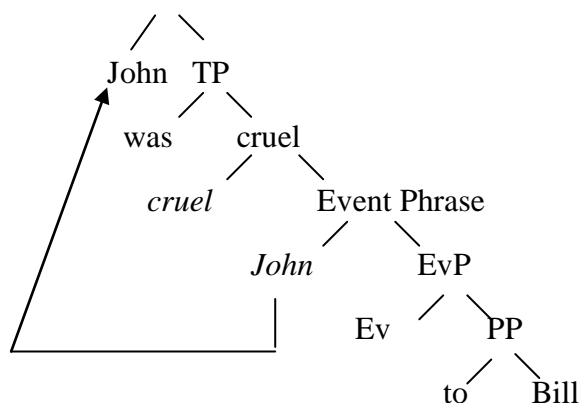 John TP
was cruel
cruel Event Phrase
John EvP
Ev PP
to Bill